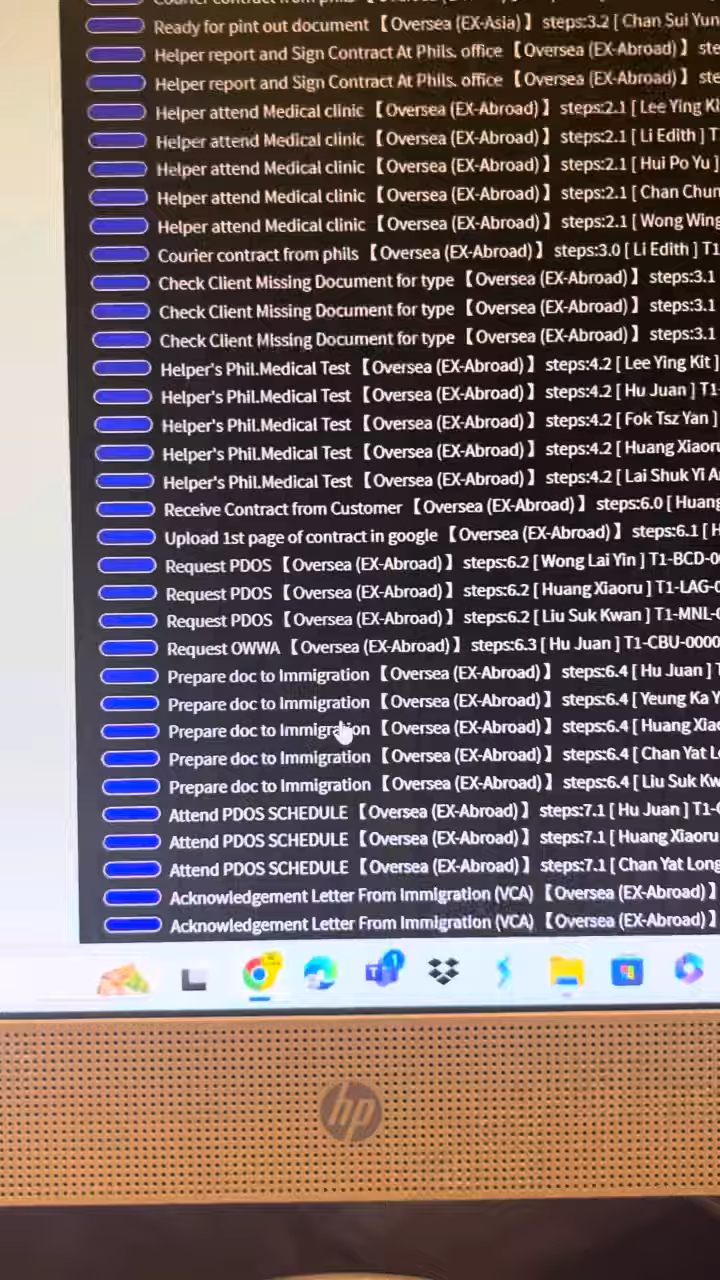 Courier contract from phils
Ready for pint out document 【Oversea (EX-Asia)】 steps:3.2 [ Chan Sui Yun
Helper report and Sign Contract At Phils. office 【Oversea (EX-Abroad)】 ste
Helper report and Sign Contract At Phils. office 【Oversea (EX-Abroad)】 ste
Helper attend Medical clinic 【Oversea (EX-Abroad)】 steps:2.1 [ Lee Ying Ki
Helper attend Medical clinic 【Oversea (EX-Abroad)】 steps:2.1 [ Li Edith ] T
Helper attend Medical clinic 【Oversea (EX-Abroad)】 steps:2.1 [ Hui Po Yu ]
Helper attend Medical clinic 【Oversea (EX-Abroad)】 steps:2.1 [ Chan Chun
Helper attend Medical clinic 【Oversea (EX-Abroad)】 steps:2.1 [ Wong Wing
Courier contract from phils 【Oversea (EX-Abroad)】 steps:3.0 [ Li Edith ] T1
Check Client Missing Document for type 【Oversea (EX-Abroad)】 steps:3.1
Check Client Missing Document for type 【Oversea (EX-Abroad)】 steps:3.1
Check Client Missing Document for type 【Oversea (EX-Abroad)】 steps:3.1
Helper's Phil.Medical Test 【Oversea (EX-Abroad)】 steps:4.2 [ Lee Ying Kit ]
Helper's Phil.Medical Test 【Oversea (EX-Abroad)】 steps:4.2 [ Hu Juan ] T1-
Helper's Phil.Medical Test 【Oversea (EX-Abroad)】 steps:4.2 [ Fok Tsz Yan ]
Helper's Phil.Medical Test 【Oversea (EX-Abroad)】 steps:4.2 [ Huang Xiaoru
Helper's Phil.Medical Test 【Oversea (EX-Abroad)】 steps:4.2 [ Lai Shuk Yi A
Receive Contract from Customer 【Oversea (EX-Abroad)】 steps:6.0 [ Huang
Upload 1st page of contract in google 【Oversea (EX-Abroad)】 steps:6.1 [ H
Request PDOS 【Oversea (EX-Abroad)】 steps:6.2 [ Wong Lai Yin ] T1-BCD-0
Request PDOS 【Oversea (EX-Abroad)】 steps:6.2 [ Huang Xiaoru ] T1-LAG-0
Request PDOS 【Oversea (EX-Abroad)】 steps:6.2 [ Liu Suk Kwan ] T1-MNL-
Request OWWA 【Oversea (EX-Abroad)】 steps:6.3 [ Hu Juan ] T1-CBU-0000
Prepare doc to Immigration 【Oversea (EX-Abroad)】 steps:6.4 [ Hu Juan ] T
Prepare doc to Immigration 【Oversea (EX-Abroad)】 steps:6.4 [ Yeung Ka Y
Prepare doc to Immigration 【Oversea (EX-Abroad)】 steps:6.4 [ Huang Xiao
Prepare doc to Immigration 【Oversea (EX-Abroad)】 steps:6.4 [ Chan Yat L
Prepare doc to Immigration 【Oversea (EX-Abroad)】 steps:6.4 [ Liu Suk Kw
Attend PDOS SCHEDULE 【Oversea (EX-Abroad)】 steps:7.1 [ Hu Juan ] T1-
Attend PDOS SCHEDULE 【Oversea (EX-Abroad)】 steps:7.1 [ Huang Xiaoru
Attend PDOS SCHEDULE 【Oversea (EX-Abroad)】 steps:7.1 [ Chan Yat Long
Acknowledgement Letter From Immigration (VCA) 【Oversea (EX-Abroad)】
Acknowledgement Letter From Immigration (VCA) 【Oversea (EX-Abroad)】
1
hp